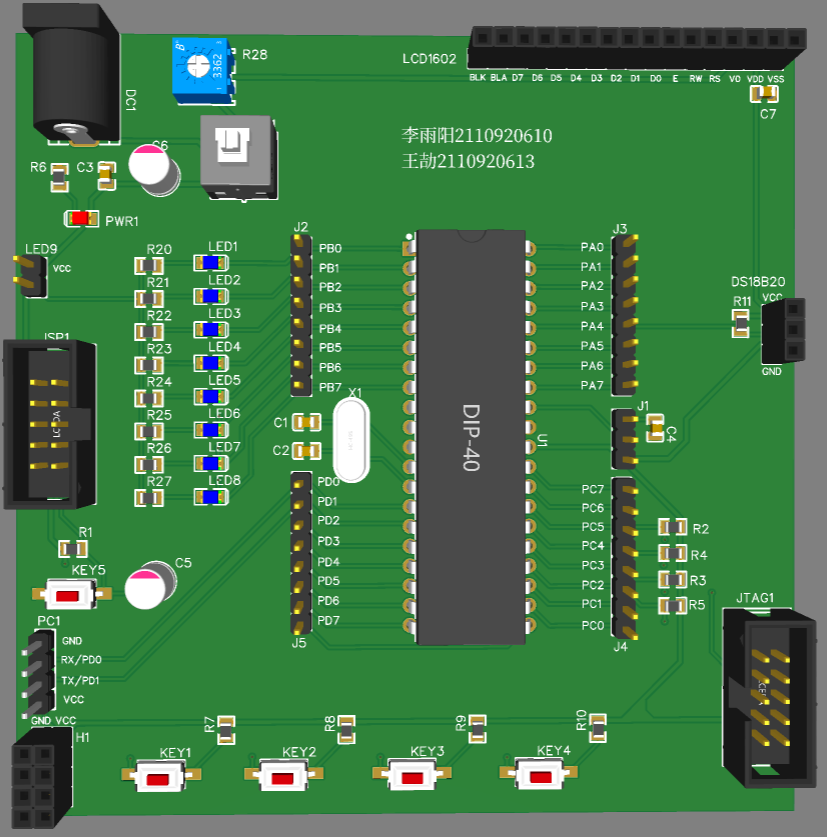 R28
B
3362
LCD1602
BLK BLA D7 D6 D5 D4 D3 D2 D1 D0 E RW RS V0 VDD VSS
DC1
C7
李雨阳2110920610
王劼2110920613
C6
R6
C3
PWR1
LED9
VCC
R20 LED1
R21 LED2
R22 LED3
R23 LED4
R24 LED5
R25 LED6
R26 LED7
R27 LED8
J2
PB0
PB1
PB2
PB3
PB4
PB5
PB6
PB7
X1
C1
C2
PD0
PD1
PD2
PD3
PD4
PD5
PD6
PD7
J5
DIP-40
U1
J3
PA0
PA1
PA2
PA3
PA4
PA5
PA6
PA7
DS18B20
R11
VCC
GND
J1
C4
PC7
PC6
PC5
PC4
PC3
PC2
PC1
PC0
J4
R2
R4
R3
R5
JTAG1
JSP1
R1
KEY5
C5
PC1
GND
RX/PD0
TX/PD1
VCC
GND VCC
H1
R7
R8
R9
R10
KEY1
KEY2
KEY3
KEY4